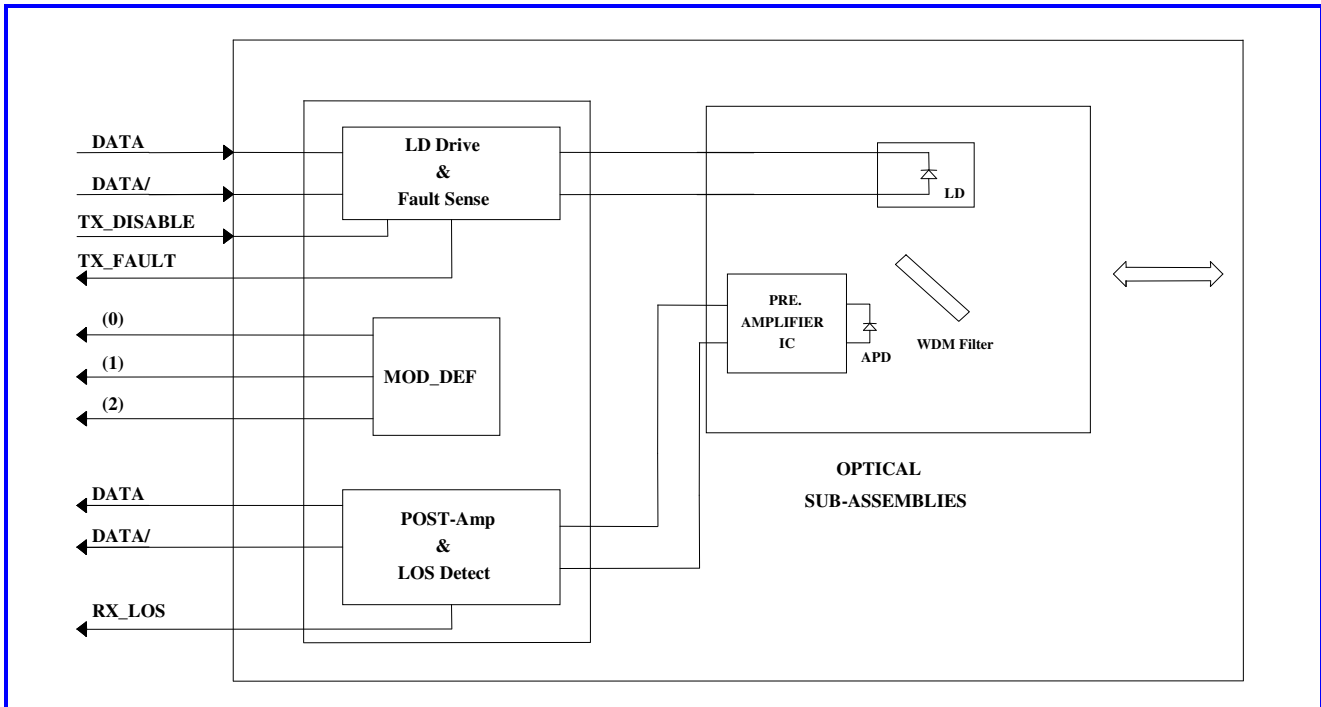 DATA
DATA/
TX_DISABLE
TX_FAULT
(0)
(1)
(2)
DATA
DATA/
RX_LOS
LD Drive
&
Fault Sense
MOD_DEF
POST-Amp
&
LOS Detect
LD
PRE.
AMPLIFIER
IC
APD
WDM Filter
OPTICAL
SUB-ASSEMBLIES